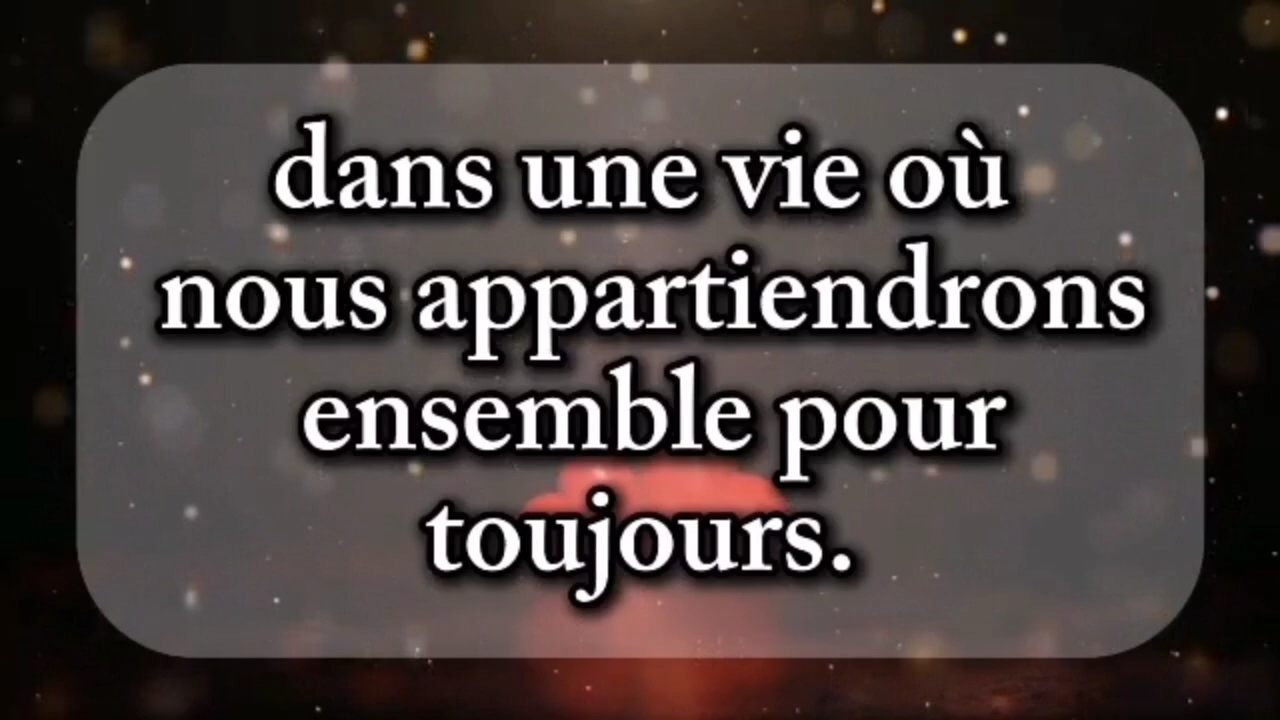 dans une vie où
nous appartiendrons
ensemble pour
toujours.